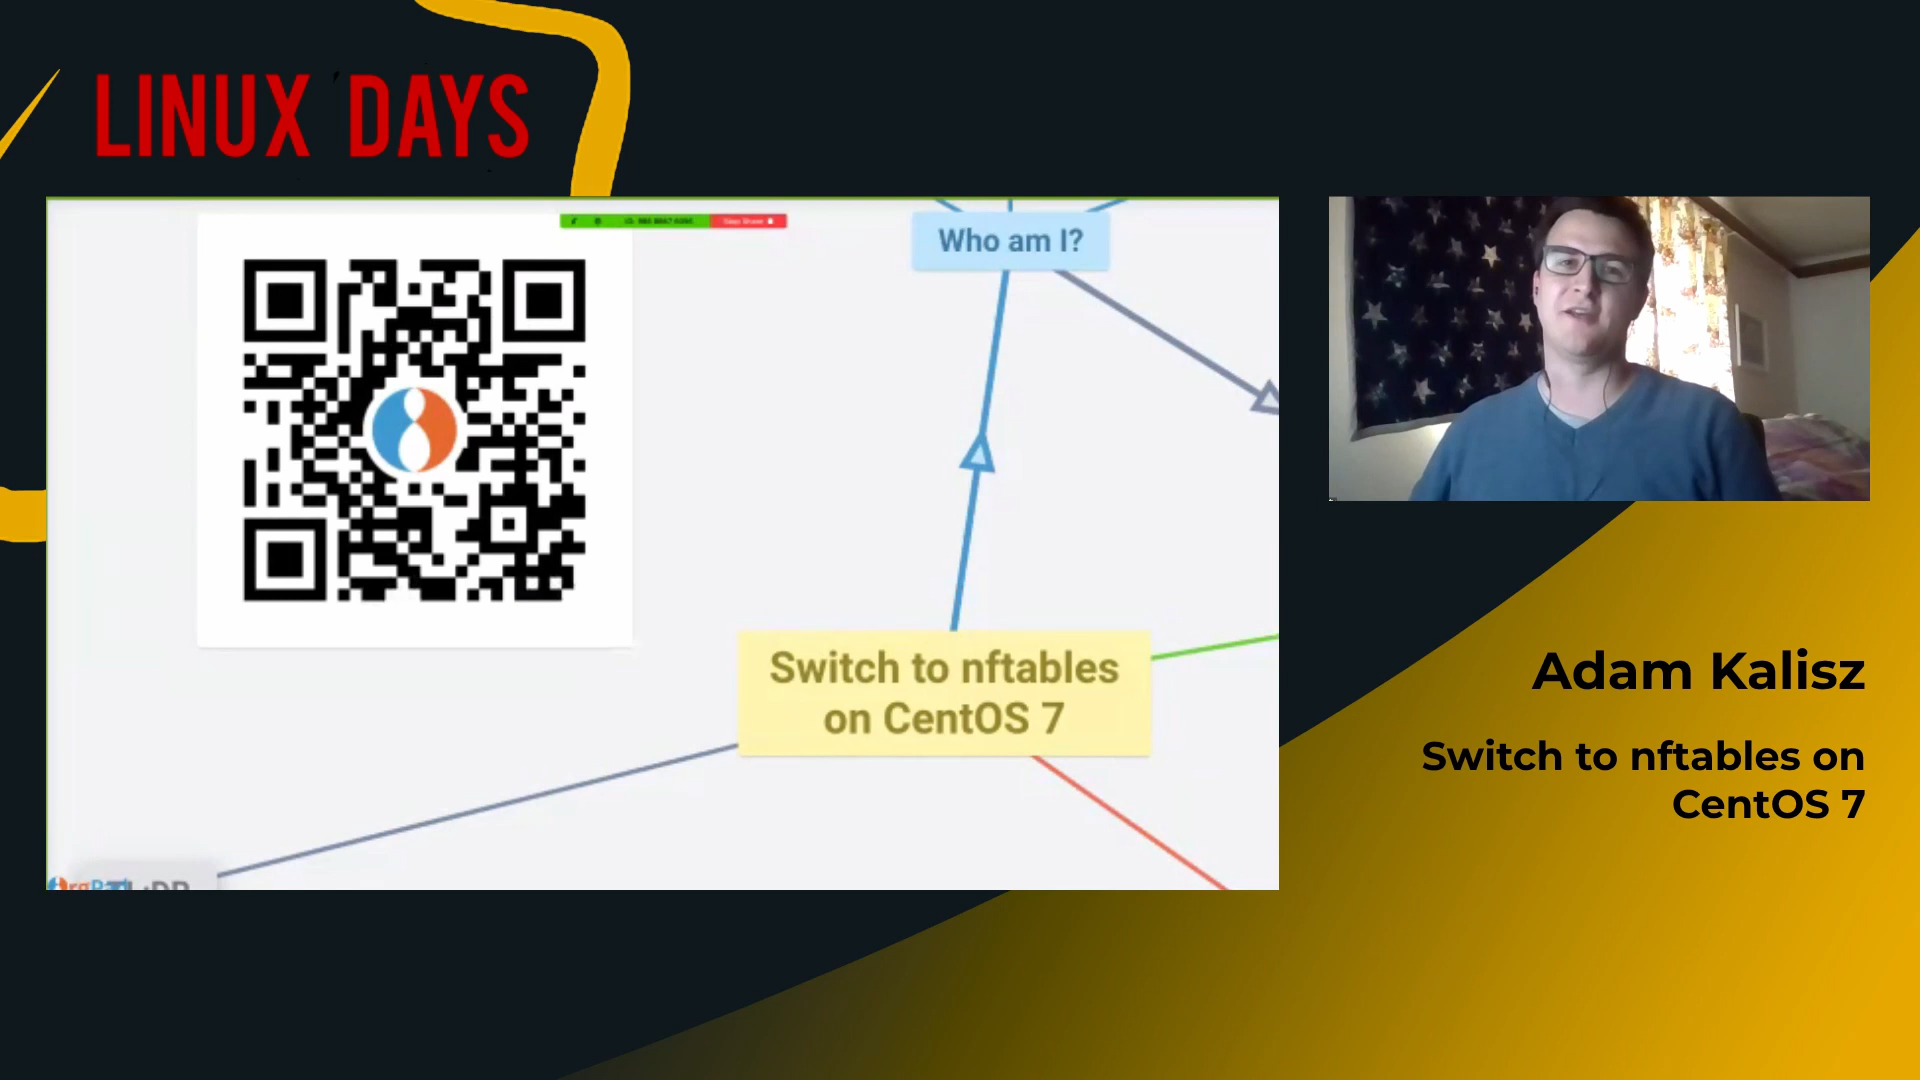 LINUX DAYS
Who am I?
Switch to nftables
on CentOS 7
Adam Kalisz
Switch to nftables on
CentOS 7